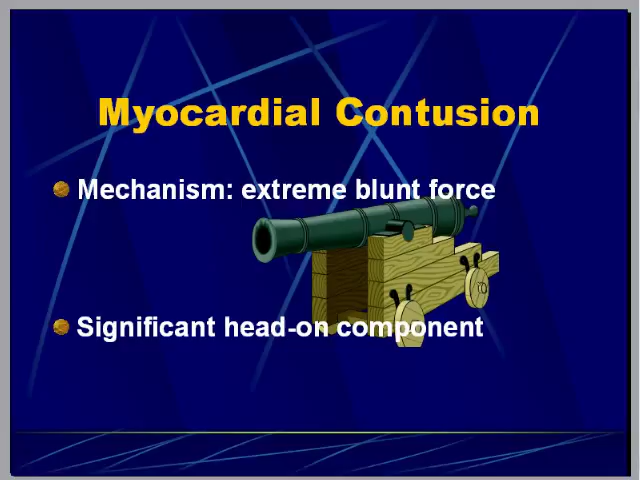 Myocardial Contusion
Mechanism: extreme blunt force
Significant head-on component